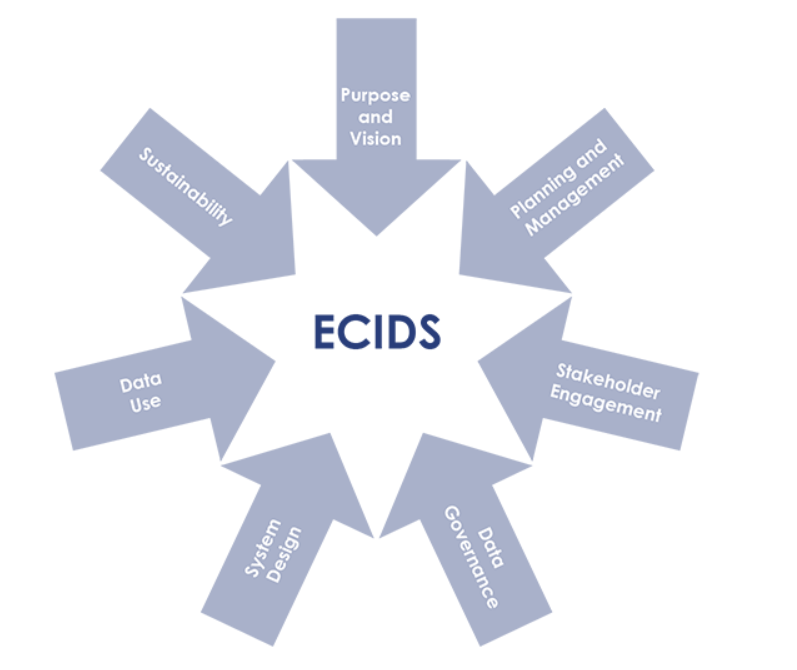 Purpose
and
Vision
Planning and
Management
Stakeholder
Engagement
Data
Governance
System
Design
Data
Use
Sustainability
ECIDS